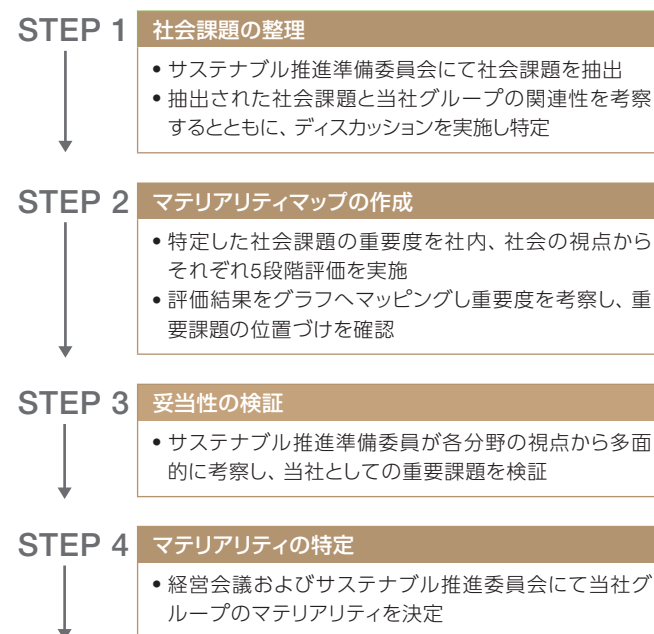 STEP 1
社会課題の整理
• サステナブル推進準備委員会にて社会課題を抽出
• 抽出された社会課題と当社グループの関連性を考察
するとともに、ディスカッションを実施し特定
STEP 2
マテリアリティマップの作成
• 特定した社会課題の重要度を社内、社会の視点から
それぞれ5段階評価を実施
• 評価結果をグラフへマッピングし重要度を考察し、重
要課題の位置づけを確認
STEP 3
妥当性の検証
• サステナブル推進準備委員が各分野の視点から多面
的に考察し、当社としての重要課題を検証
STEP 4
マテリアリティの特定
• 経営会議およびサステナブル推進委員会にて当社グ
ループのマテリアリティを決定